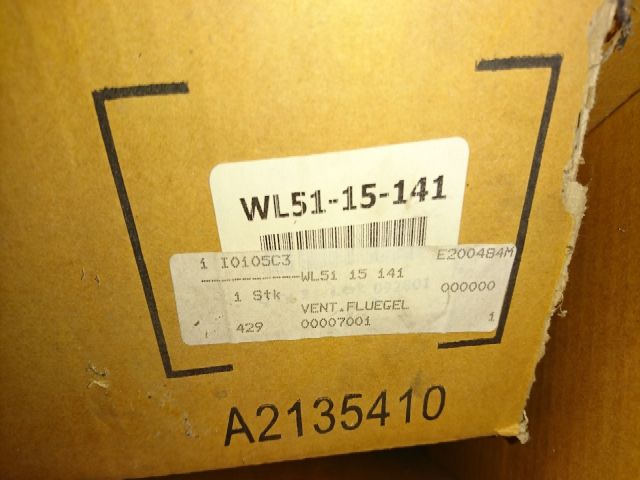 WL51-15-141
1 I0105C3 E200484M
WL51 15 141
1 Stk 000000
VENT.FLUEGEL
429 00007001 1
A2135410